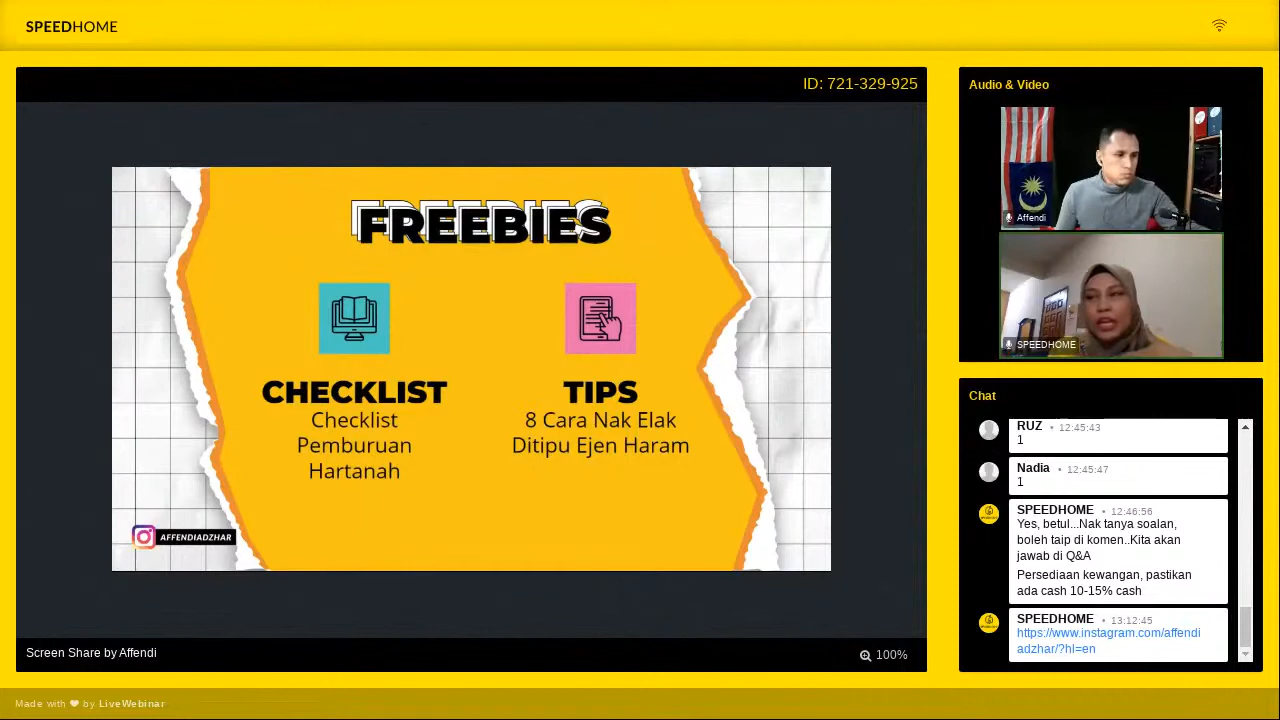 SPEEDHOME
ID: 721-329-925
FREEBIES
CHECKLIST
Checklist
Pemburuan
Hartanah
TIPS
8 Cara Nak Elak
Ditipu Ejen Haram
AFFENDIADZHAR
Screen Share by Affendi
100%
Audio & Video
Affendi
SPEEDHOME
Chat
RUZ • 12:45:43
1
Nadia • 12:45:47
1
SPEEDHOME • 12:46:56
Yes, betul...Nak tanya soalan,
boleh taip di komen..Kita akan
jawab di Q&A
Persediaan kewangan, pastikan
ada cash 10-15% cash
SPEEDHOME • 13:12:45
https://www.instagram.com/affendi
adzhar/?hl=en
Made with ❤ by LiveWebinar